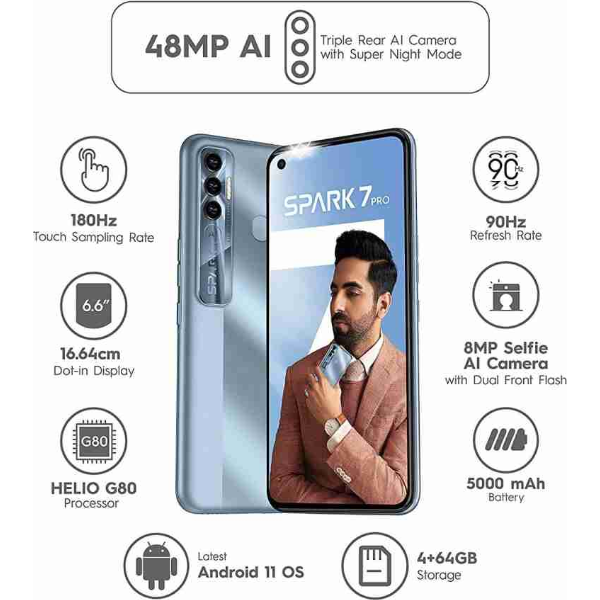 48MP AI
Triple Rear AI Camera
with Super Night Mode
180Hz
Touch Sampling Rate
90Hz
90Hz
Refresh Rate
SPARK 7 PRO
SPARK
6.6”
16.64cm
Dot-in Display
8MP Selfie
AI Camera
with Dual Front Flash
G80
HELIO G80
Processor
5000 mAh
Battery
Latest
Android 11 OS
4+64GB
Storage